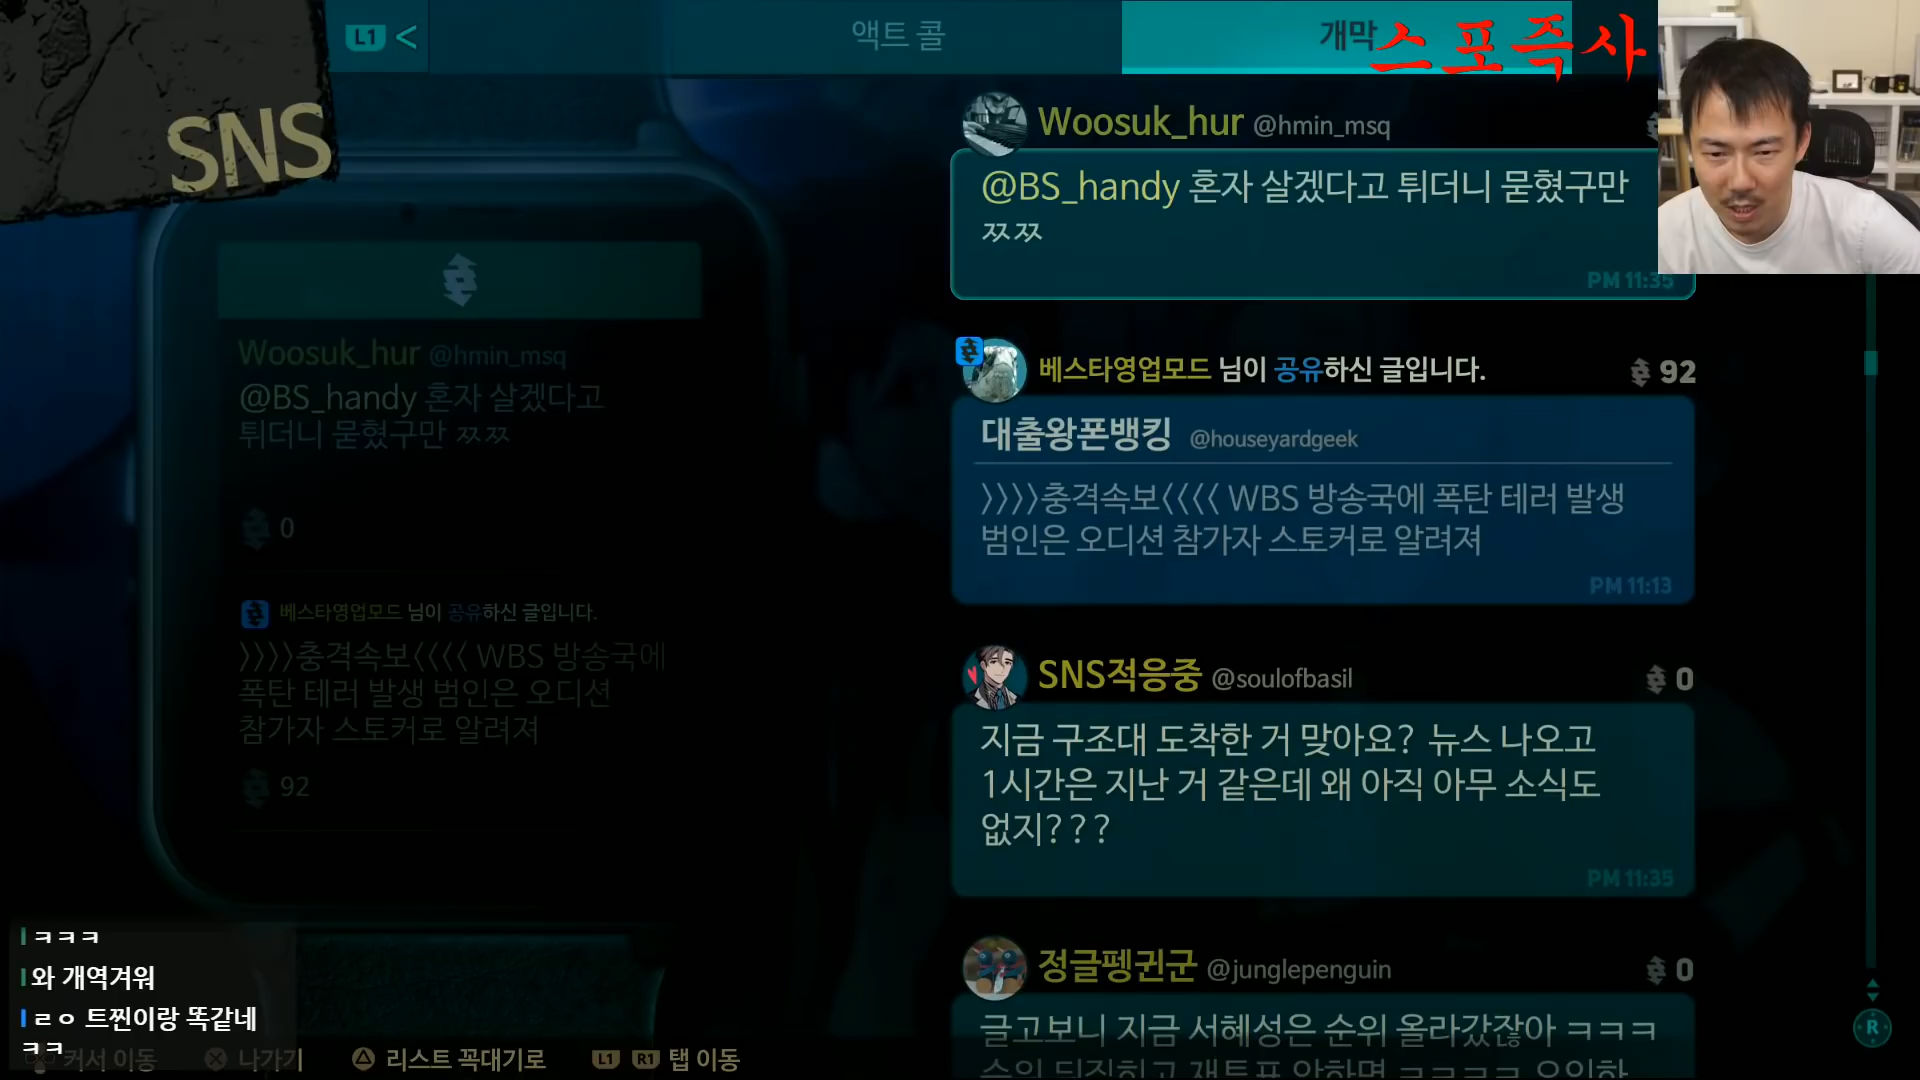 SNS
L1 <
액트 콜
개막
스포즉사
Woosuk_hur @hmin_msq
@BS_handy 혼자 살겠다고 튀더니 묻혔구만
ㅉㅉ
PM 11:35
베스타영업모드 님이 공유하신 글입니다.
92
대출왕폰뱅킹 @houseyardgeek
》》충격속보《《 WBS 방송국에 폭탄 테러 발생
범인은 오디션 참가자 스토커로 알려져
PM 11:13
SNS적응중 @soulofbasil
0
지금 구조대 도착한 거 맞아요? 뉴스 나오고
1시간은 지난 거 같은데 왜 아직 아무 소식도
없지???
PM 11:35
정글펭귄군 @junglepenguin
0
글고보니 지금 서혜성은 순위 올라갔잖아 ㅋㅋㅋ
Woosuk_hur @hmin_msq
@BS_handy 혼자 살겠다고
튀더니 묻혔구만 ㅉㅉ
0
베스타영업모드 님이 공유하신 글입니다.
》》충격속보《《 WBS 방송국에
폭탄 테러 발생 범인은 오디션
참가자 스토커로 알려져
92
ㅋㅋㅋ
와 개역겨워
ㄹㅇ 트찐이랑 똑같네
ㅋㅋ
커서 이동 나가기 리스트 꼭대기로 L1 R1 탭 이동
R